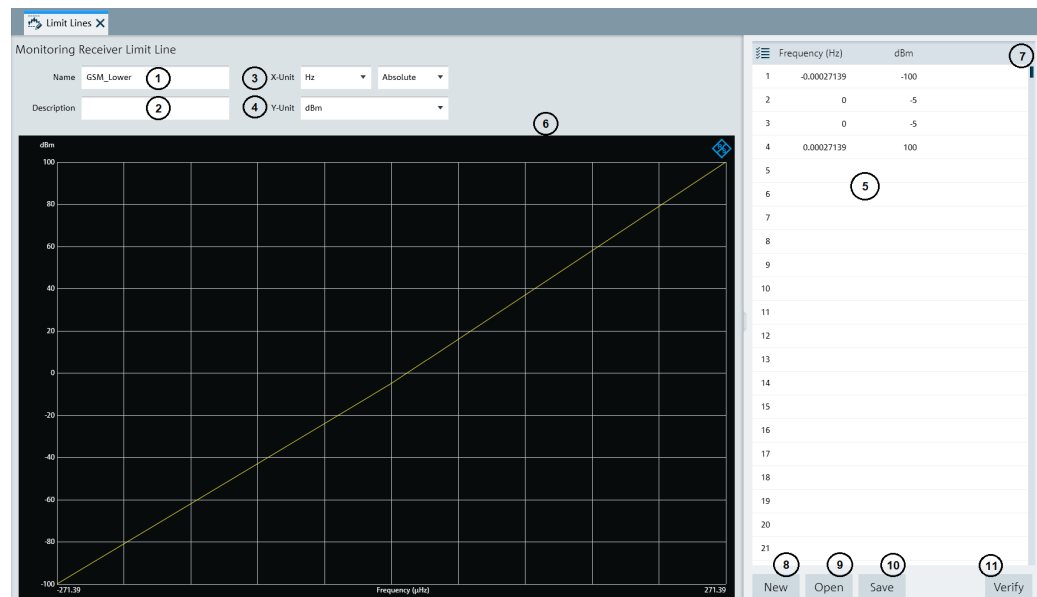 Limit Lines
Monitoring Receiver Limit Line
Name GSM_Lower 1 3 X-Unit Hz Absolute
Description 2 4 Y-Unit dBm
6
dBm
100
80
60
40
20
0
-20
-40
-60
-80
-100
-271.39 Frequency (µHz) 271.39
Frequency (Hz) dBm 7
1 -0.00027139 -100
2 0 -5
3 0 -5
4 0.00027139 100
5
5
6
7
8
9
10
11
12
13
14
15
16
17
18
19
20
21
8 9 10 11
New Open Save Verify